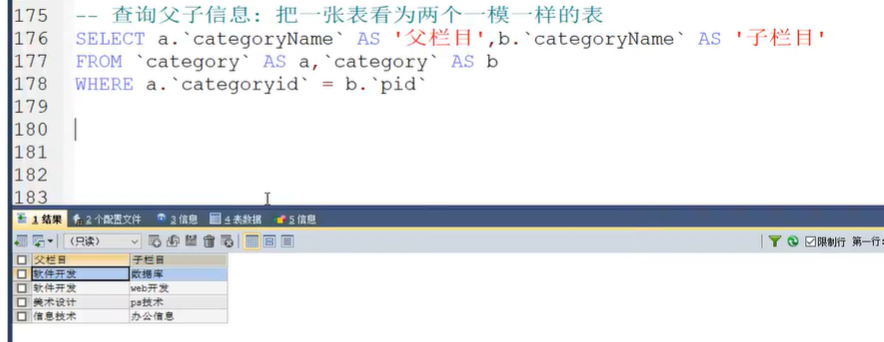 175 -- 查询父子信息：把一张表看为两个一模一样的表
176 SELECT a.`categoryName` AS '父栏目',b.`categoryName` AS '子栏目'
177 FROM `category` AS a,`category` AS b
178 WHERE a.`categoryid` = b.`pid`
179
180
181
182
183
1 结果 2 个配置文件 3 信息 4 表数据 5 信息
(只读) 限制行 第一行:
父栏目 子栏目
软件开发 数据库
软件开发 web开发
美术设计 ps技术
信息技术 办公信息